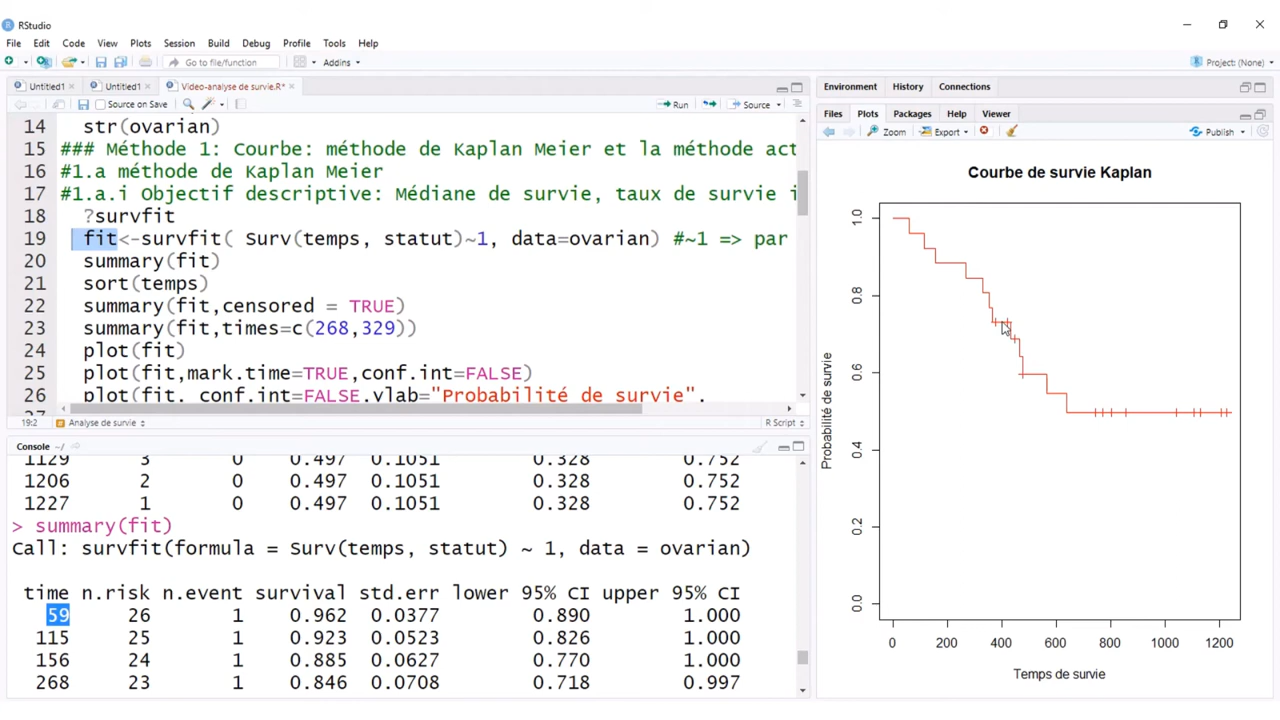 RStudio
File Edit Code View Plots Session Build Debug Profile Tools Help
Go to file/function Addins Project: (None)
Untitled1 × Untitled1 × Video-analyse de survie.R* ×
Source on Save Run Source
14 str(ovarian)
15 ### Méthode 1: Courbe: méthode de Kaplan Meier et la méthode act
16 #1.a méthode de Kaplan Meier
17 #1.a.i Objectif descriptive: Médiane de survie, taux de survie i
18 ?survfit
19 fit<-survfit( Surv(temps, statut)~1, data=ovarian) #~1 => par
20 summary(fit)
21 sort(temps)
22 summary(fit,censored = TRUE)
23 summary(fit,times=c(268,329))
24 plot(fit)
25 plot(fit,mark.time=TRUE,conf.int=FALSE)
26 plot(fit, conf.int=FALSE,ylab="Probabilité de survie",
27
19:2 Analyse de survie R Script
Console ~/
1129 3 0 0.497 0.1051 0.328 0.752
1206 2 0 0.497 0.1051 0.328 0.752
1227 1 0 0.497 0.1051 0.328 0.752
> summary(fit)
Call: survfit(formula = Surv(temps, statut) ~ 1, data = ovarian)
time n.risk n.event survival std.err lower 95% CI upper 95% CI
59 26 1 0.962 0.0377 0.890 1.000
115 25 1 0.923 0.0523 0.826 1.000
156 24 1 0.885 0.0627 0.770 1.000
268 23 1 0.846 0.0708 0.718 0.997
Environment History Connections
Files Plots Packages Help Viewer
Zoom Export Publish
Courbe de survie Kaplan
Probabilité de survie
1.0
0.8
0.6
0.4
0.2
0.0
0 200 400 600 800 1000 1200
Temps de survie